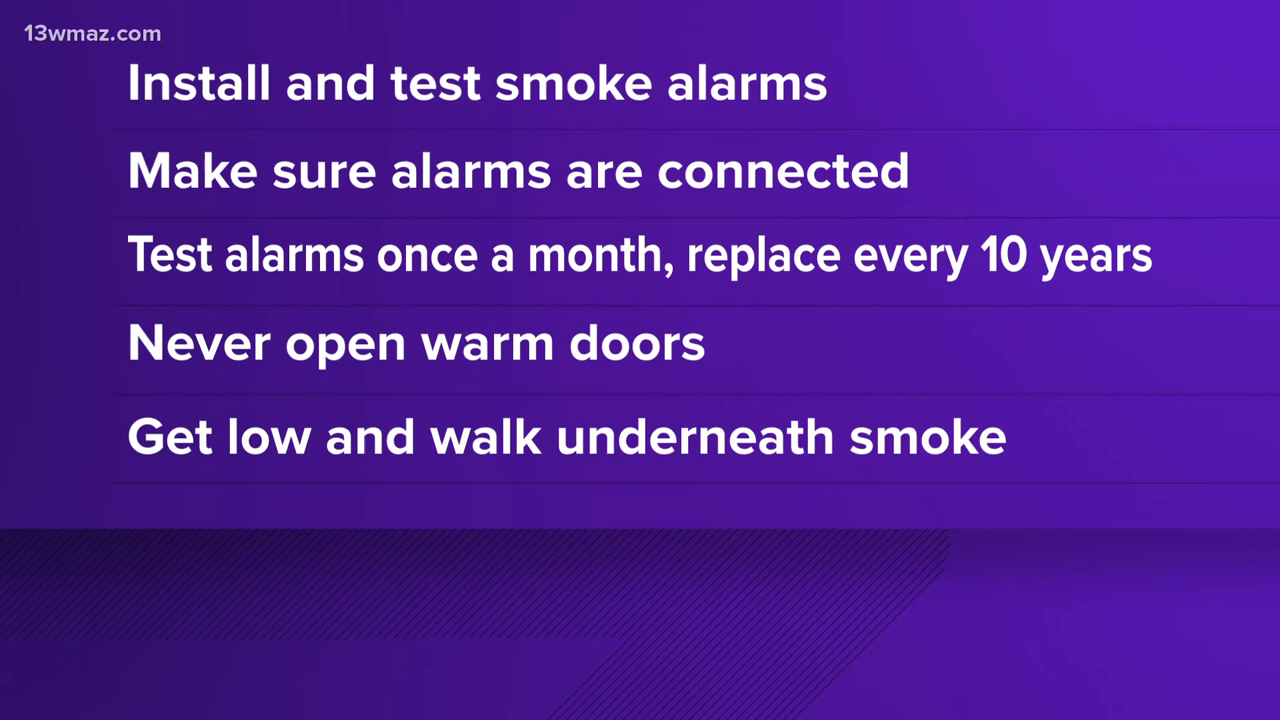 13wmaz.com
Install and test smoke alarms
Make sure alarms are connected
Test alarms once a month, replace every 10 years
Never open warm doors
Get low and walk underneath smoke